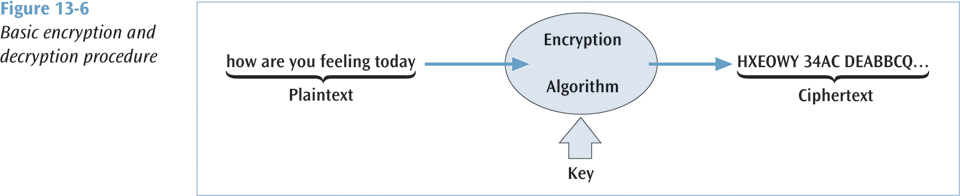 Figure 13-6
Basic encryption and
decryption procedure
how are you feeling today
Plaintext
Encryption
Algorithm
Key
HXEOWY 34AC DEABBCQ…
Ciphertext